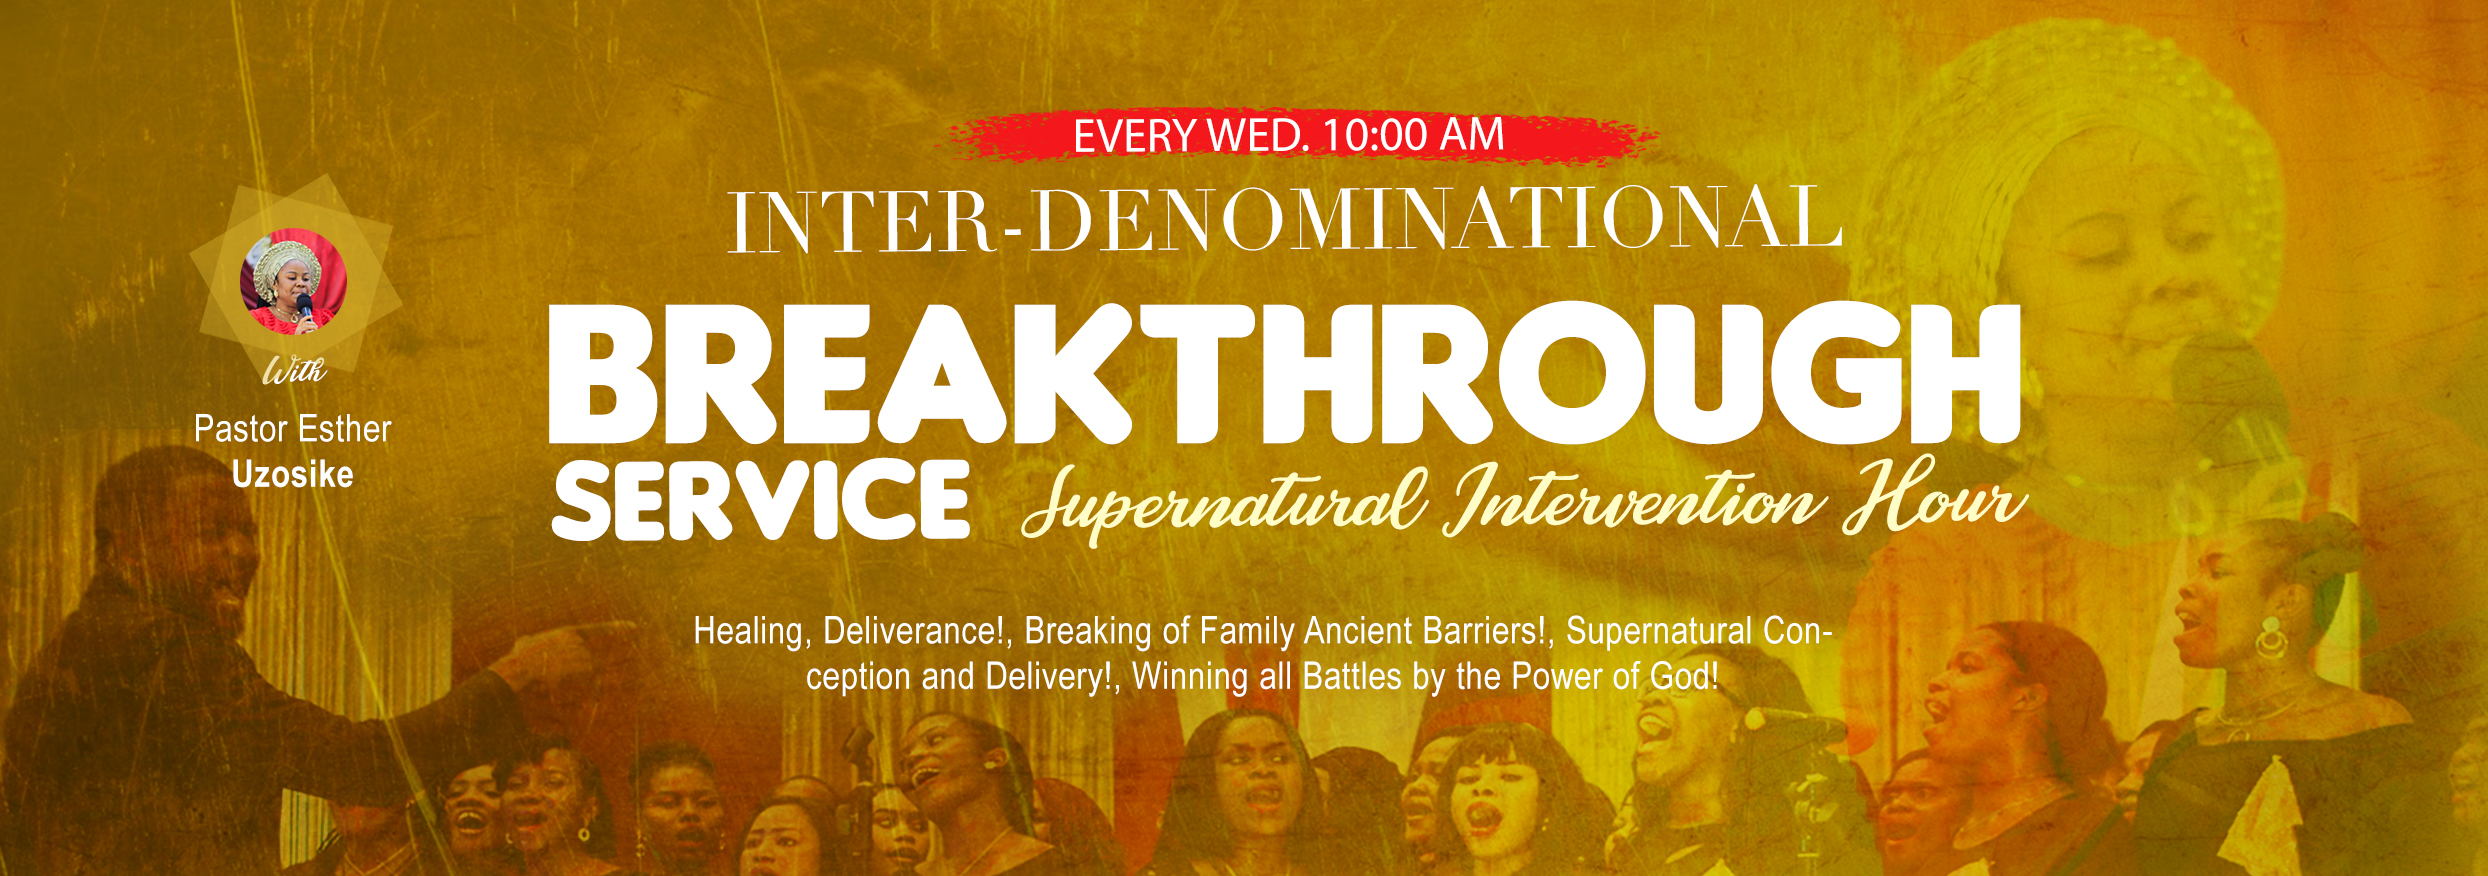 EVERY WED. 10:00 AM
INTER-DENOMINATIONAL
BREAKTHROUGH
SERVICE Supernatural Intervention Hour
With
Pastor Esther
Uzosike
Healing, Deliverance!, Breaking of Family Ancient Barriers!, Supernatural Con-
ception and Delivery!, Winning all Battles by the Power of God!